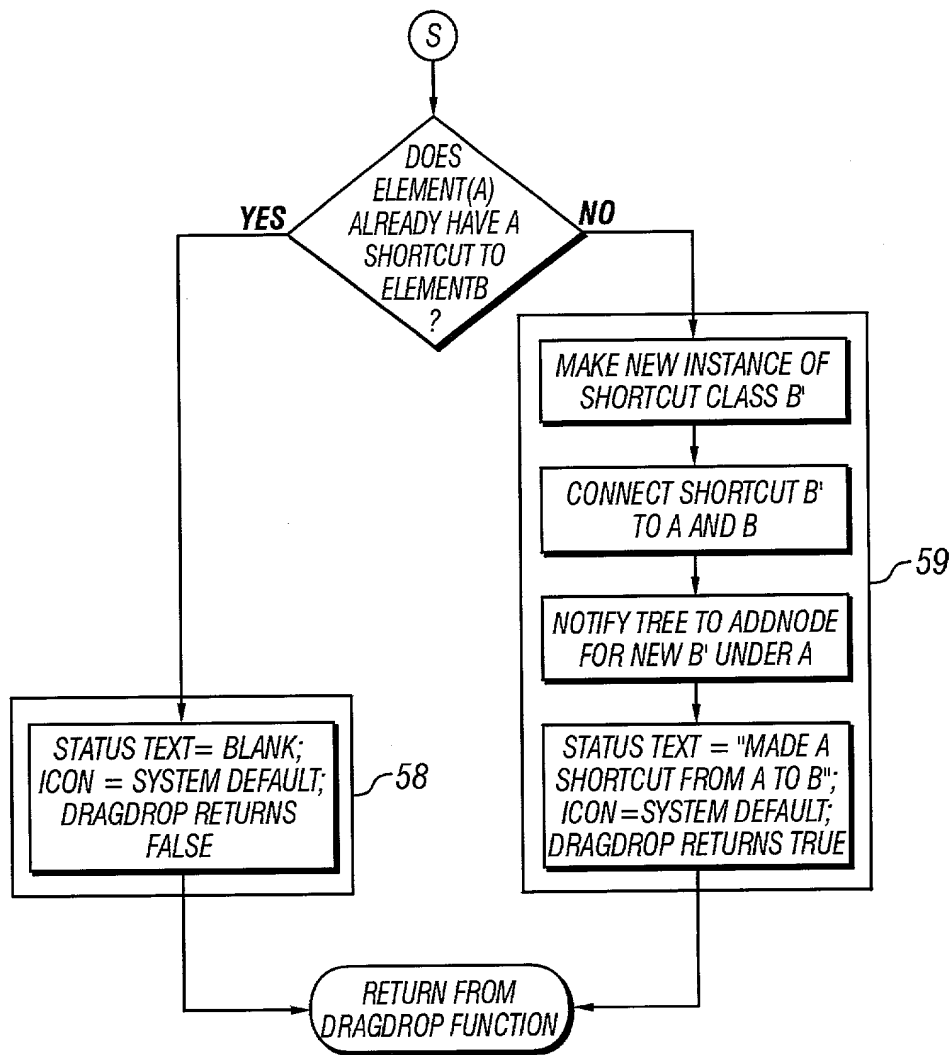 S
DOES
ELEMENT(A)
ALREADY HAVE A
SHORTCUT TO
ELEMENTB
?
YES
NO
MAKE NEW INSTANCE OF
SHORTCUT CLASS B'
CONNECT SHORTCUT B'
TO A AND B
59
NOTIFY TREE TO ADDNODE
FOR NEW B' UNDER A
STATUS TEXT= BLANK;
ICON = SYSTEM DEFAULT;
DRAGDROP RETURNS
FALSE
58
STATUS TEXT = "MADE A
SHORTCUT FROM A TO B";
ICON=SYSTEM DEFAULT;
DRAGDROP RETURNS TRUE
RETURN FROM
DRAGDROP FUNCTION